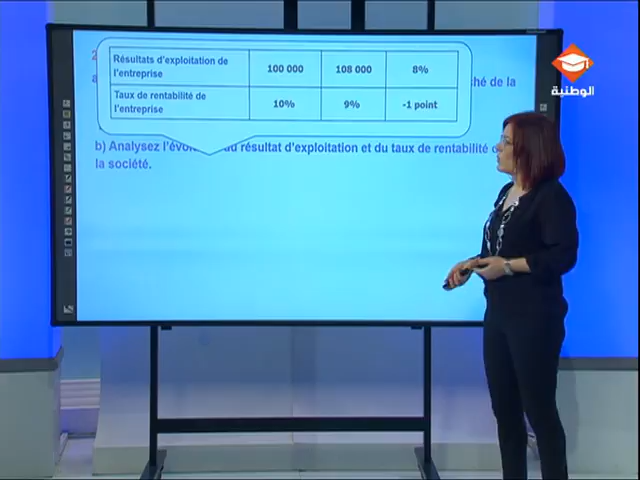 Résultats d'exploitation de l'entreprise 100 000 108 000 8%
Taux de rentabilité de l'entreprise 10% 9% -1 point
ché de la
b) Analysez l'évol du résultat d'exploitation et du taux de rentabilité
la société.
الوطنية